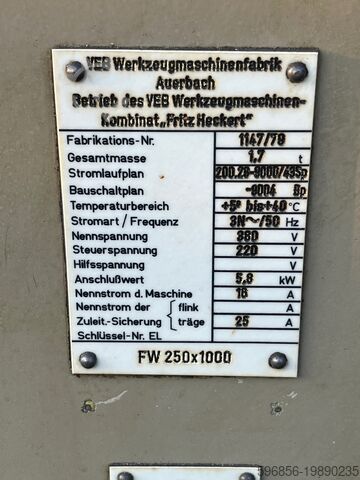 VEB Werkzeugmaschinenfabrik
Auerbach
Betrieb des VEB Werkzeugmaschinen-
Kombinat „Fritz Heckert"
Fabrikations-Nr. 1147/78
Gesamtmasse 1,7 t
Stromlaufplan 200.28-9000/435p
Bauschaltplan -9004 Bp
Temperaturbereich +5° bis+40 °C
Stromart / Frequenz 3N~/50 Hz
Nennspannung 380 V
Steuerspannung 220 V
Hilfsspannung V
Anschlußwert 5,8 kW
Nennstrom d. Maschine 16 A
Nennstrom der { flink A
Zuleit.-Sicherung { träge 25 A
Schlüssel-Nr. EL
FW 250x1000
596856-19890235